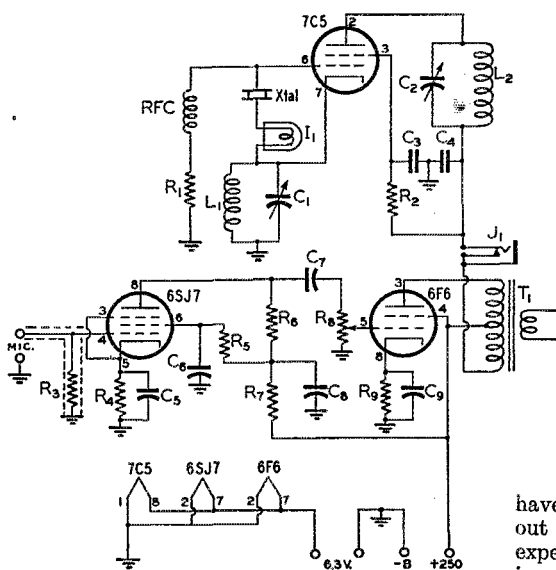 7C5
2
6
3
7
Xtal
RFC
I1
C2
L2
C3
C4
R1
L1
C1
R2
J1
C7
8
6SJ7
3
4
6
5
R6
R8
3
6F6
4
T1
5
8
MIC.
R3
R4
C5
C6
R5
R7
C8
R9
C9
7C5
6SJ7
6F6
1
8
2
7
2
7
6.3V.
-B
+250
have
out
expe